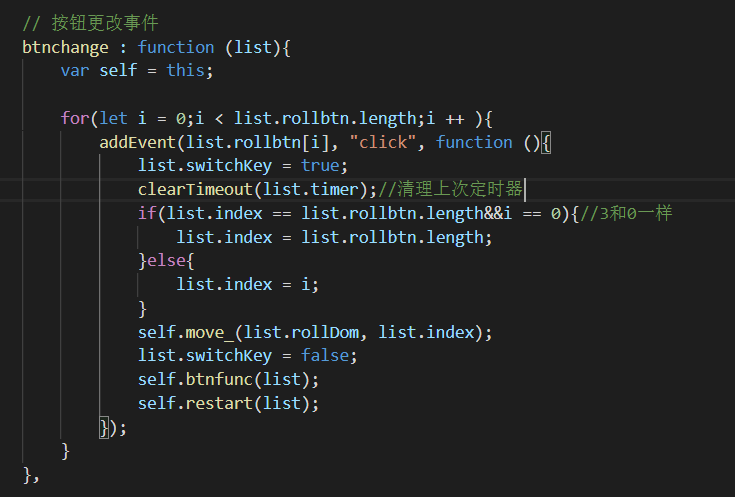 // 按钮更改事件
btnchange : function (list){
var self = this;
for(let i = 0;i < list.rollbtn.length;i ++ ){
addEvent(list.rollbtn[i], "click", function (){
list.switchKey = true;
clearTimeout(list.timer);//清理上次定时器
if(list.index == list.rollbtn.length&&i == 0){//3和0一样
list.index = list.rollbtn.length;
}else{
list.index = i;
}
self.move_(list.rollDom, list.index);
list.switchKey = false;
self.btnfunc(list);
self.restart(list);
});
}
},